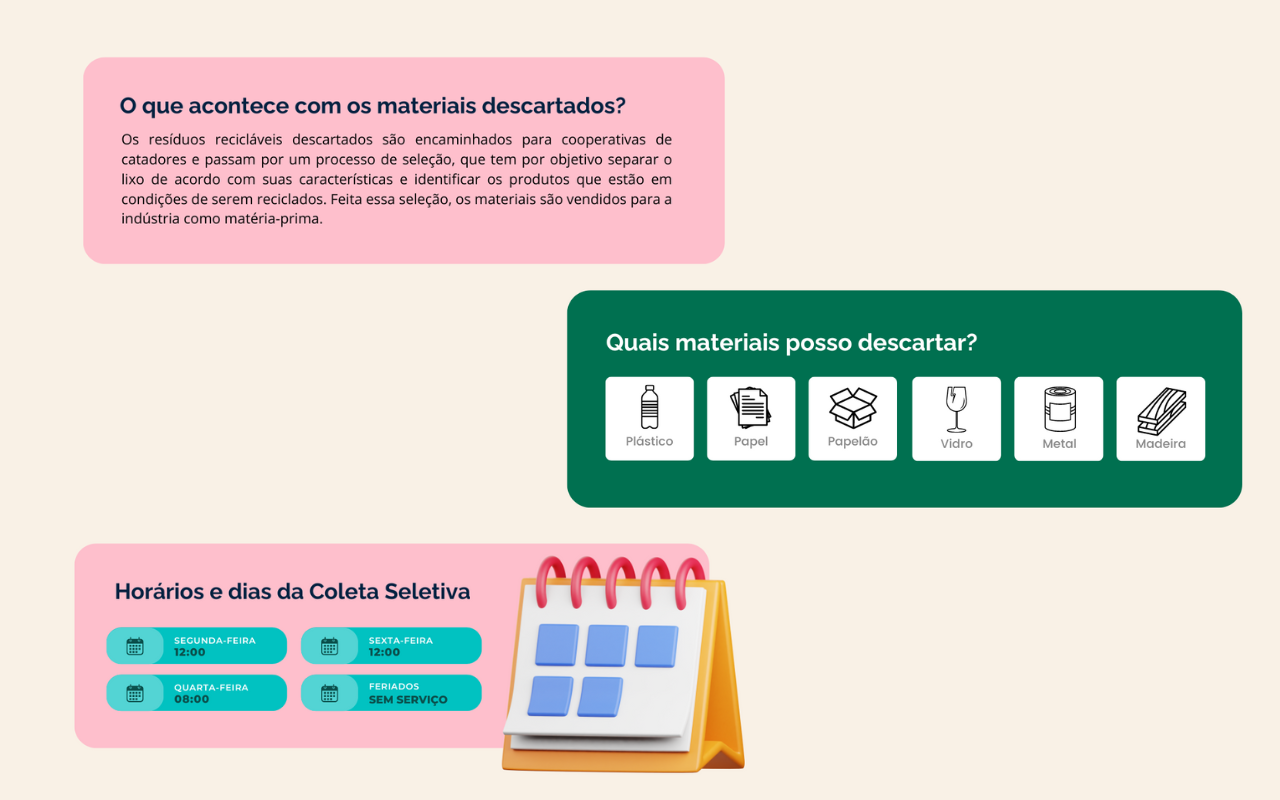 O que acontece com os materiais descartados?
Os resíduos recicláveis descartados são encaminhados para cooperativas de
catadores e passam por um processo de seleção, que tem por objetivo separar o
lixo de acordo com suas características e identificar os produtos que estão em
condições de serem reciclados. Feita essa seleção, os materiais são vendidos para a
indústria como matéria-prima.
Quais materiais posso descartar?
Plástico
Papel
Papelão
Vidro
Metal
Madeira
Horários e dias da Coleta Seletiva
SEGUNDA-FEIRA
12:00
SEXTA-FEIRA
12:00
QUARTA-FEIRA
08:00
FERIADOS
SEM SERVIÇO